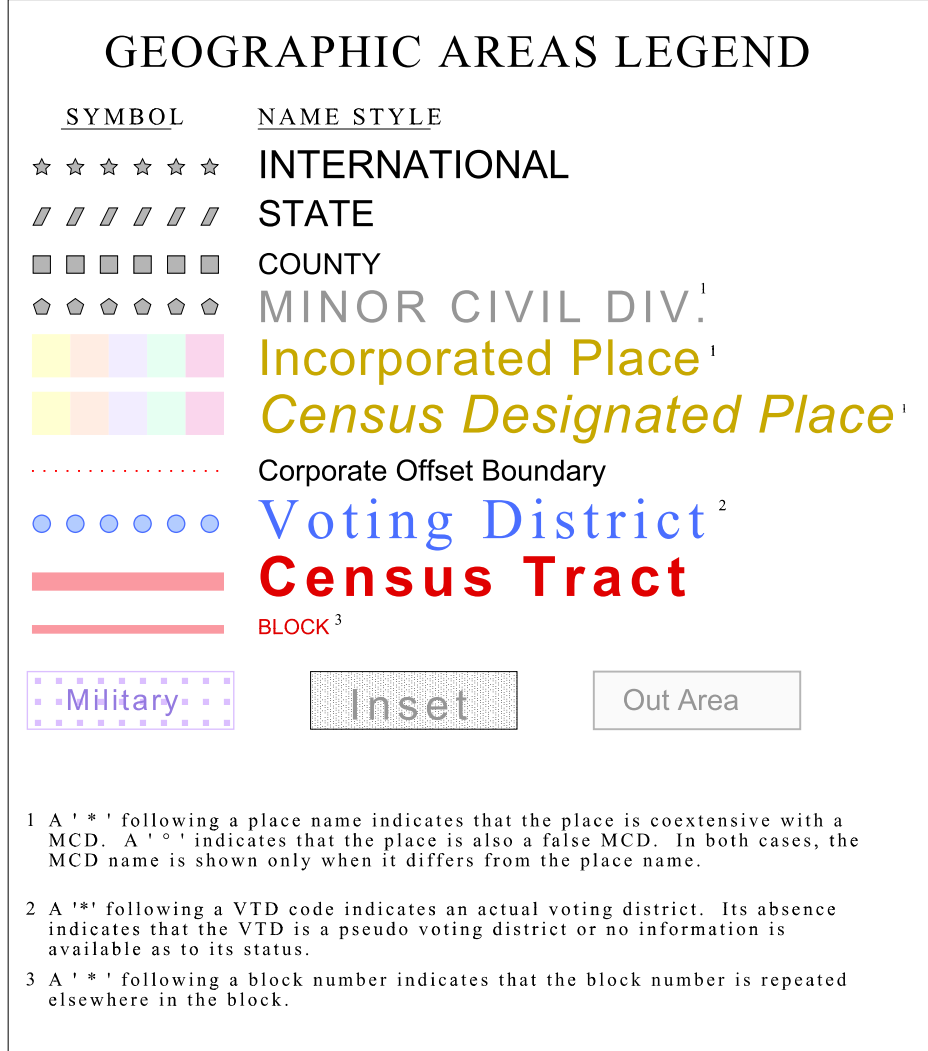 GEOGRAPHIC AREAS LEGEND
SYMBOL NAME STYLE
INTERNATIONAL
STATE
COUNTY
MINOR CIVIL DIV. 1
Incorporated Place 1
Census Designated Place 1
Corporate Offset Boundary
Voting District 2
Census Tract
BLOCK 3
Military Inset Out Area
1 A ' * ' following a place name indicates that the place is coextensive with a
MCD. A ' ° ' indicates that the place is also a false MCD. In both cases, the
MCD name is shown only when it differs from the place name.
2 A '*' following a VTD code indicates an actual voting district. Its absence
indicates that the VTD is a pseudo voting district or no information is
available as to its status.
3 A ' * ' following a block number indicates that the block number is repeated
elsewhere in the block.